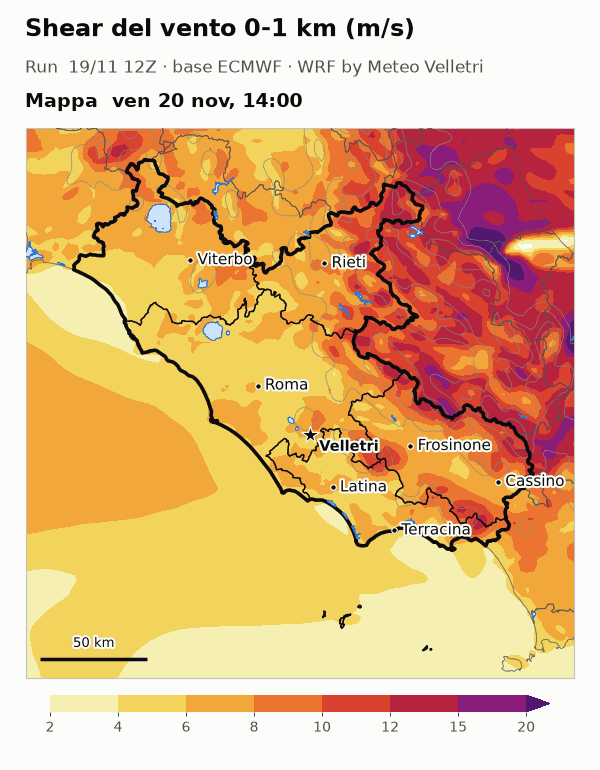 Shear del vento 0-1 km (m/s)
Run  19/11 12Z · base ECMWF · WRF by Meteo Velletri
Mappa  ven 20 nov, 14:00
Viterbo
Rieti
Roma
Velletri
Frosinone
Latina
Cassino
Terracina
50 km
2 4 6 8 10 12 15 20